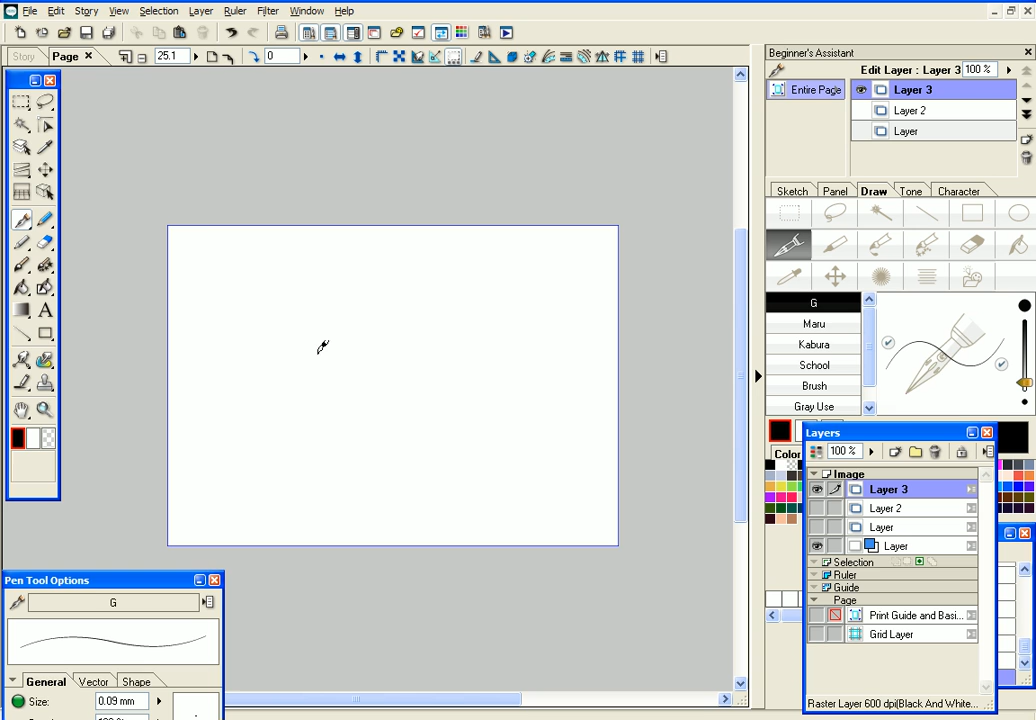 File Edit Story View Selection Layer Ruler Filter Window Help
Story Page 25.1 0
Beginner's Assistant
Edit Layer : Layer 3 100 %
Entire Page
Layer 3
Layer 2
Layer
Sketch Panel Draw Tone Character
G
Maru
Kabura
School
Brush
Gray Use
Color
Layers
100 %
Image
Layer 3
Layer 2
Layer
Layer
Selection
Ruler
Guide
Page
Print Guide and Basi...
Grid Layer
Raster Layer 600 dpi(Black And White...
A
Pen Tool Options
G
General Vector Shape
Size: 0.09 mm